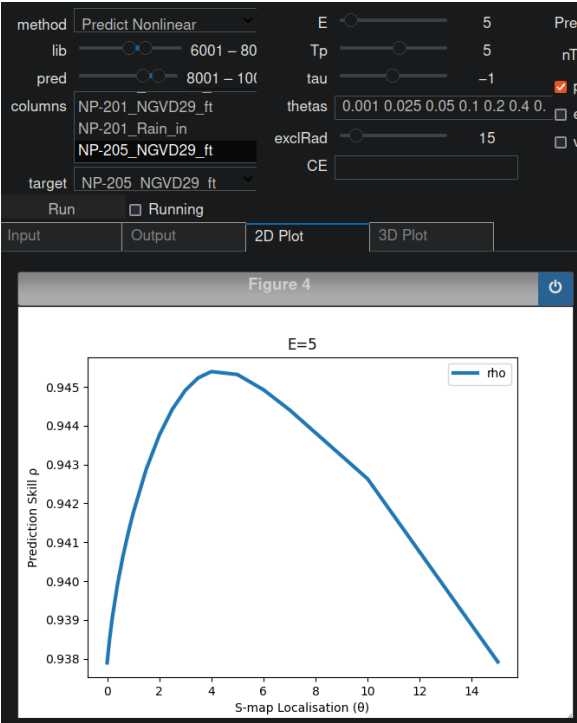 method Predict Nonlinear E 5 Pre
lib 6001 – 80 Tp 5 nT
pred 8001 – 100 tau −1
columns NP-201_NGVD29_ft thetas 0.001 0.025 0.05 0.1 0.2 0.4 0.
NP-201_Rain_in exclRad 15
NP-205_NGVD29_ft CE
target NP-205 NGVD29 ft
Run Running
Input Output 2D Plot 3D Plot
Figure 4
E=5
rho
0.945
0.944
0.943
0.942
0.941
0.940
0.939
0.938
Prediction Skill ρ
0 2 4 6 8 10 12 14
S-map Localisation (θ)